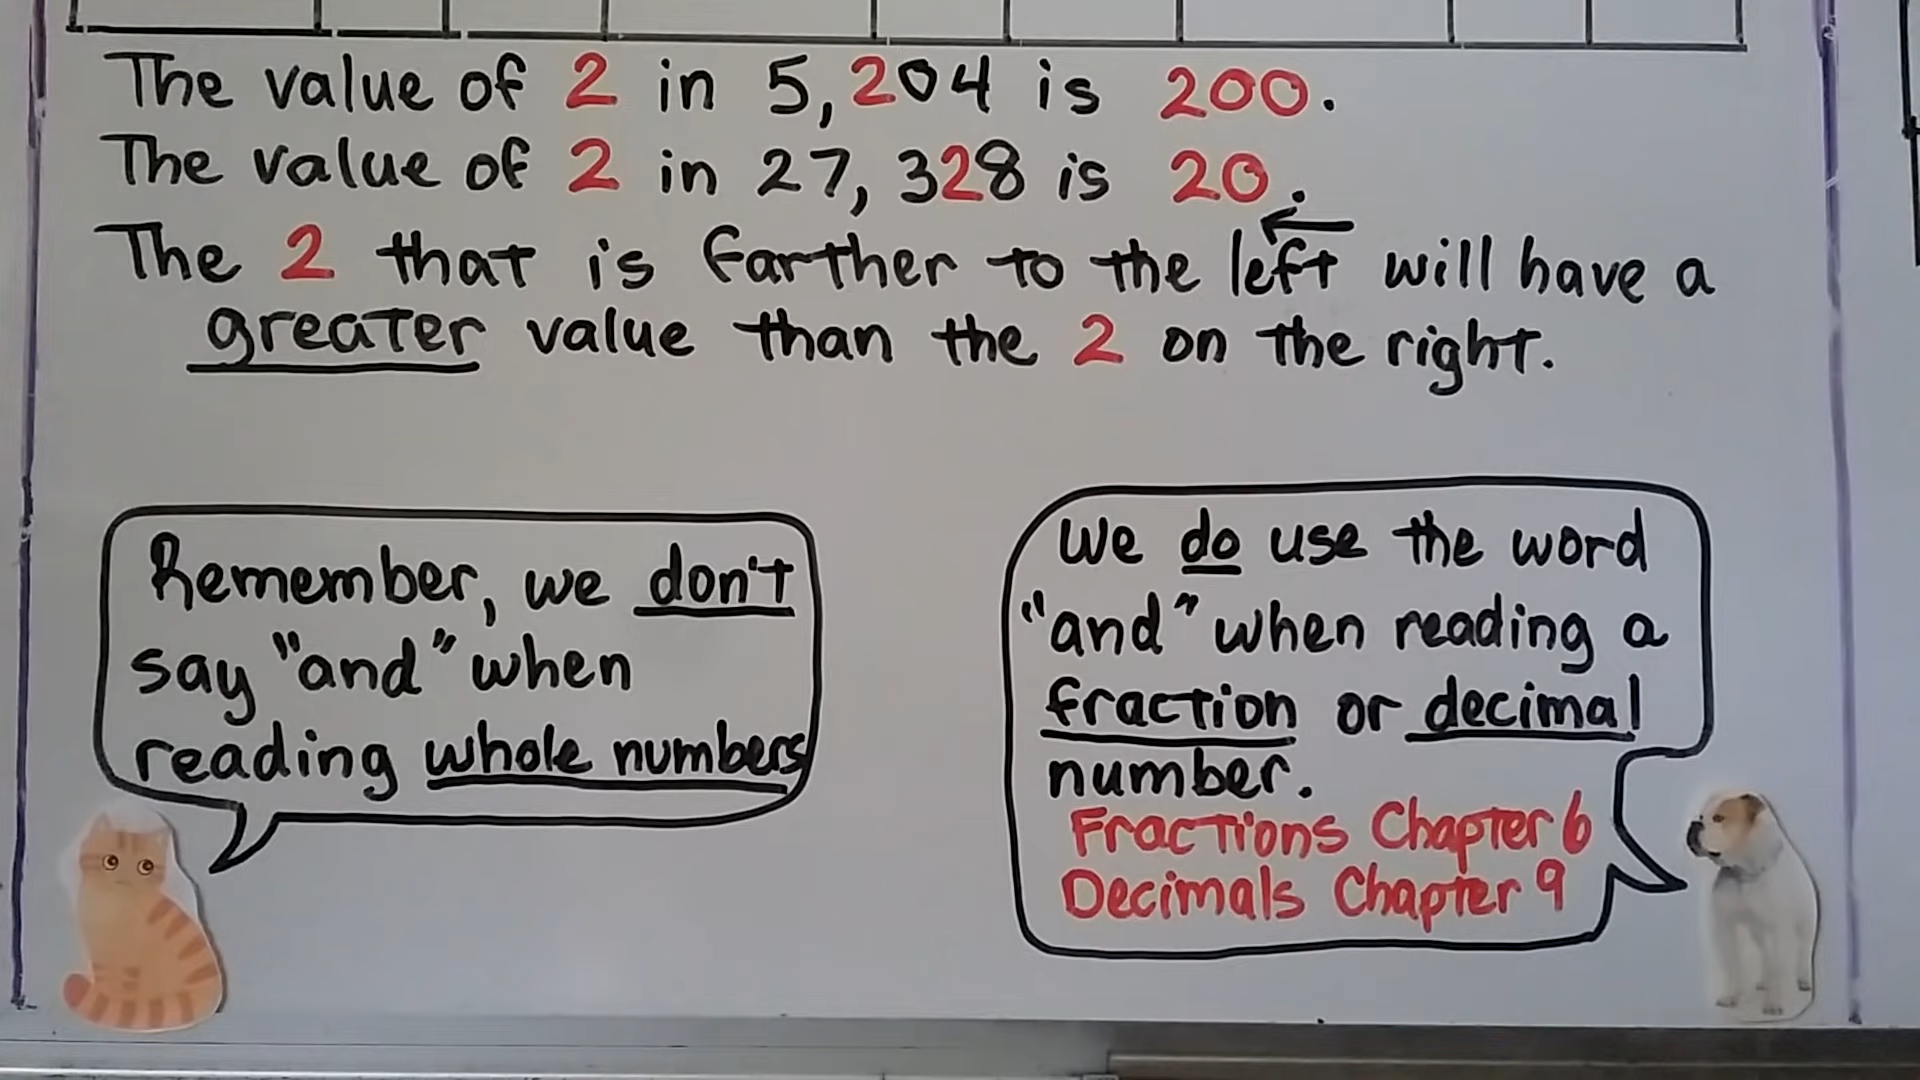 The value of 2 in 5,204 is 200.
The value of 2 in 27,328 is 20.
The 2 that is farther to the left will have a
greater value than the 2 on the right.
Remember, we don't
say "and" when
reading whole numbers
We do use the word
"and" when reading a
fraction or decimal
number.
Fractions Chapter 6
Decimals Chapter 9